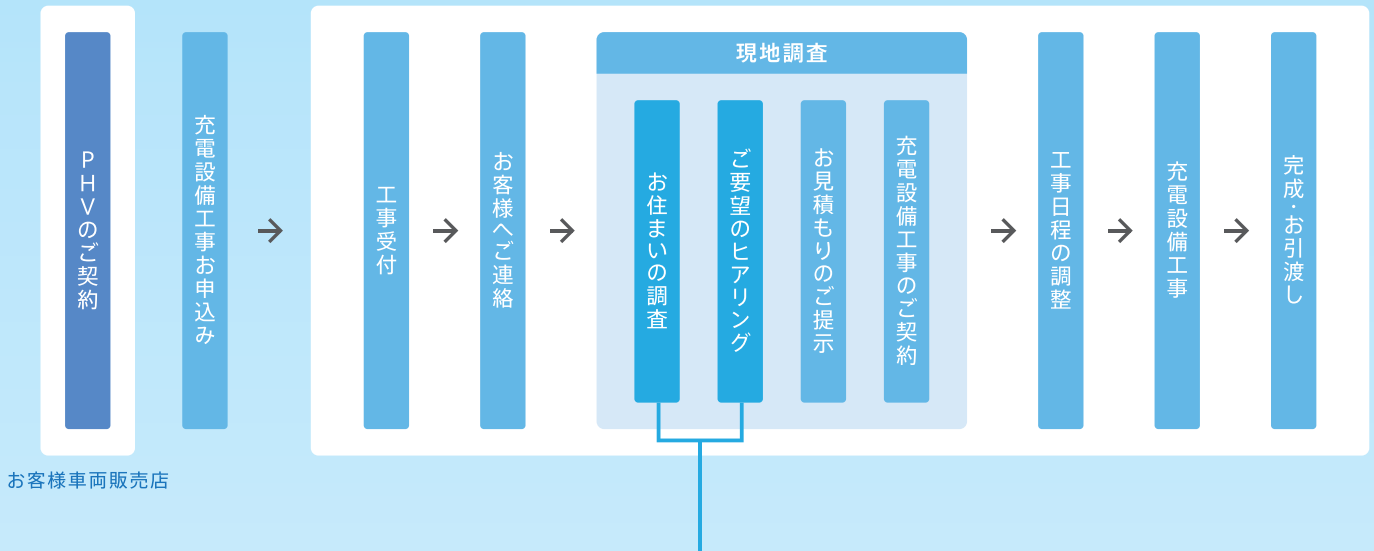 PHVのご契約
充電設備工事お申込み
工事受付
お客様へご連絡
現地調査
お住まいの調査
ご要望のヒアリング
お見積もりのご提示
充電設備工事のご契約
工事日程の調整
充電設備工事
完成・お引渡し
お客様車両販売店